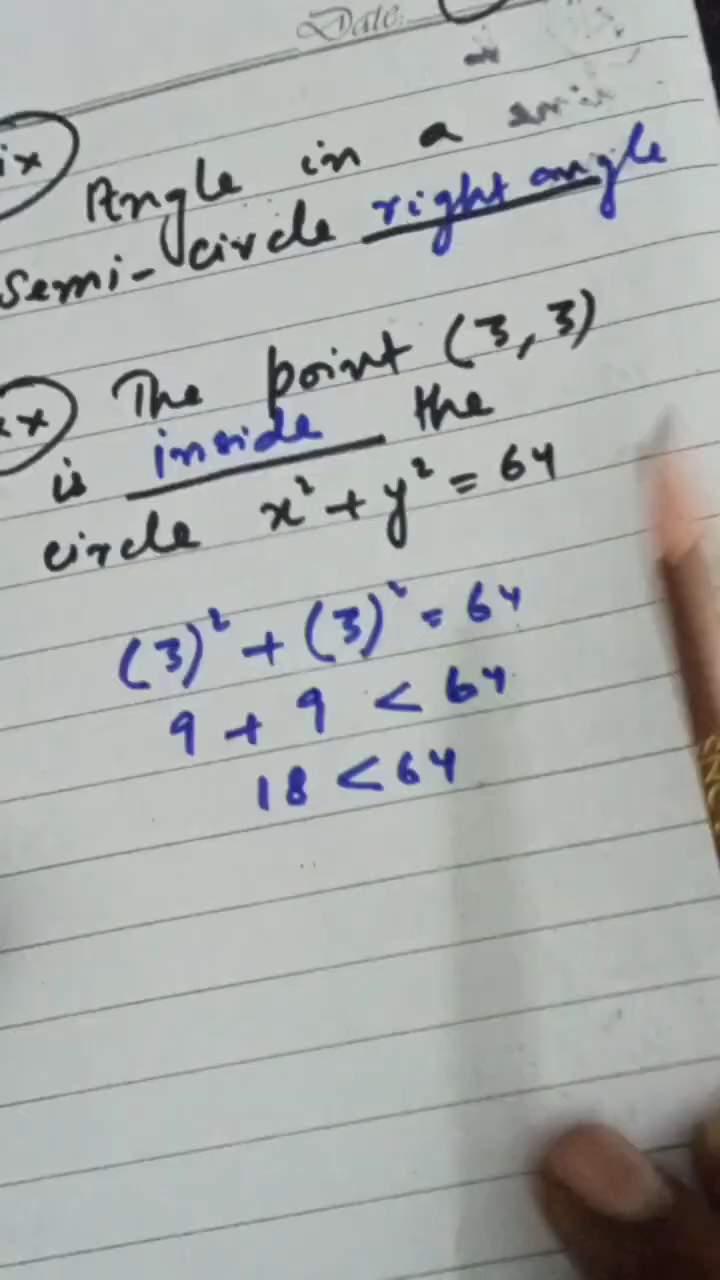 Date:
ix
Angle in a
semi-circle right angle
The point (3,3)
is inside the
circle x² + y² = 64
(3)² + (3)² = 64
9 + 9 < 64
18 < 64